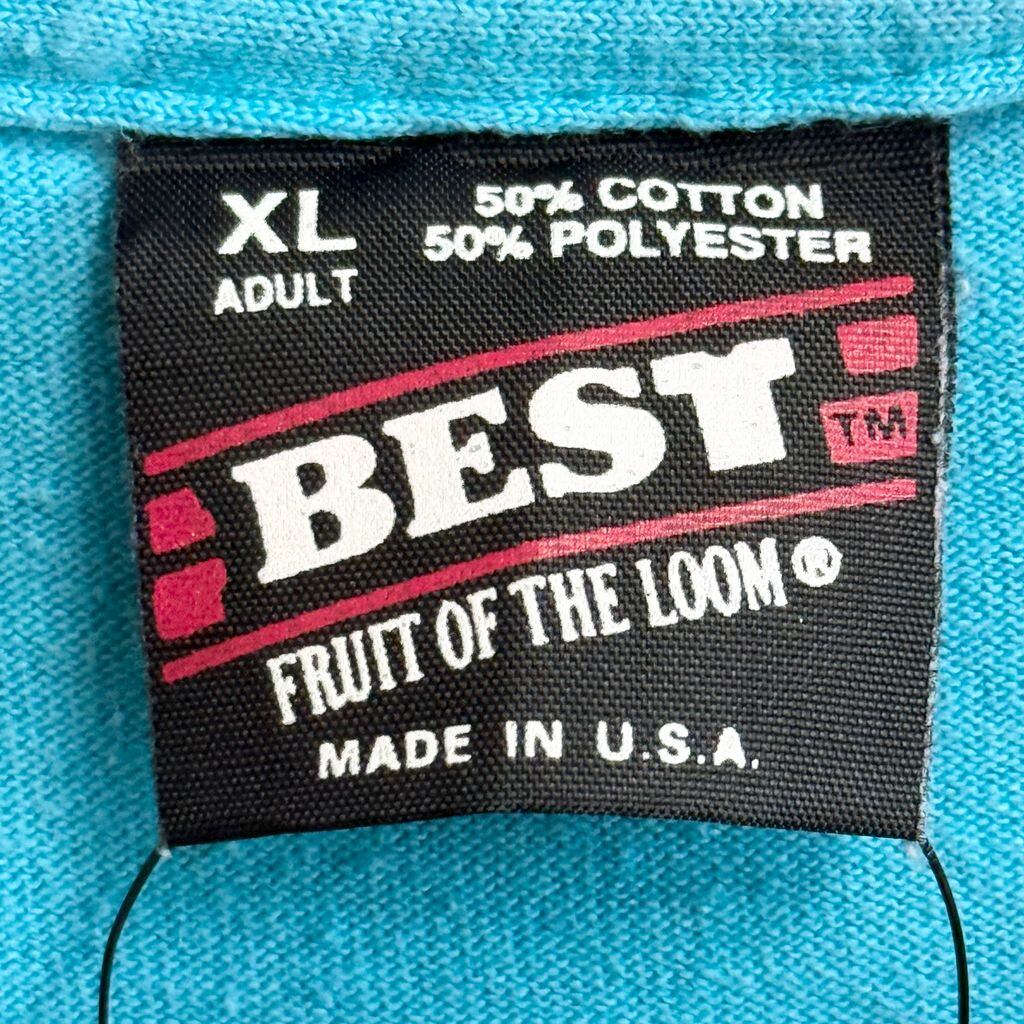 XL
ADULT
50% COTTON
50% POLYESTER
BEST
TM
FRUIT OF THE LOOM®
MADE IN U.S.A.